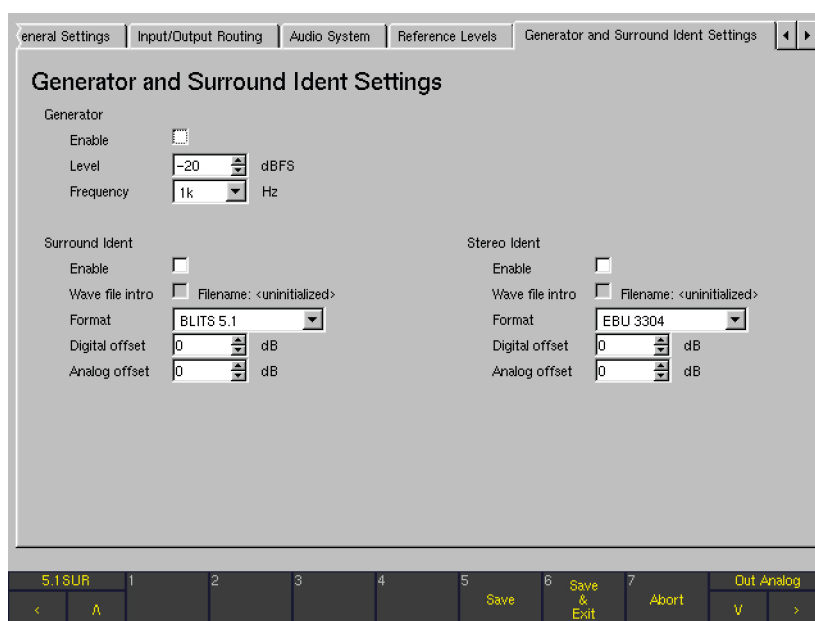 eneral Settings Input/Output Routing Audio System Reference Levels Generator and Surround Ident Settings
Generator and Surround Ident Settings
Generator
Enable
Level -20 dBFS
Frequency 1k Hz
Surround Ident Stereo Ident
Enable Enable
Wave file intro Filename: <uninitialized> Wave file intro Filename: <uninitialized>
Format BLITS 5.1 Format EBU 3304
Digital offset 0 dB Digital offset 0 dB
Analog offset 0 dB Analog offset 0 dB
5.1SUR 1 2 3 4 5 Save 6 Save & Exit 7 Abort Out Analog
< Λ V >